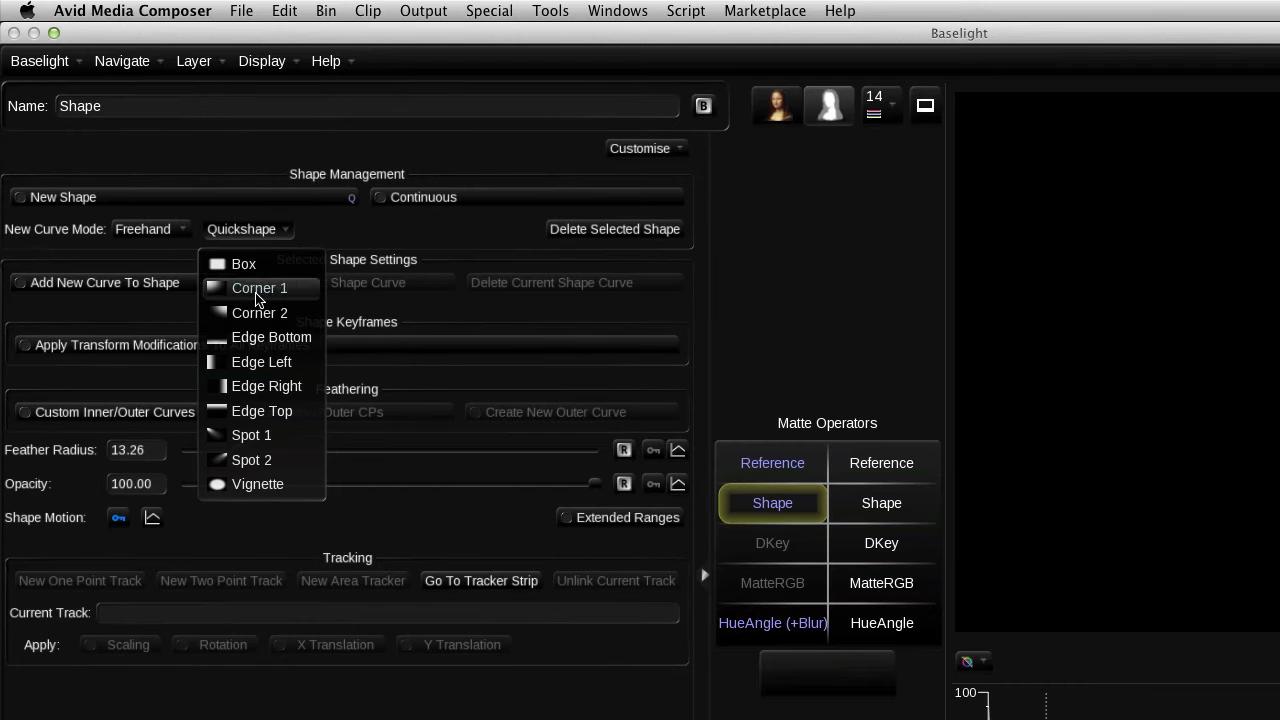 Avid Media Composer File Edit Bin Clip Output Special Tools Windows Script Marketplace Help
Baselight
Baselight Navigate Layer Display Help
Name: Shape B
14
Customise
Shape Management
New Shape Q Continuous
New Curve Mode: Freehand Quickshape Delete Selected Shape
Shape Settings
Add New Curve To Shape Shape Curve Delete Current Shape Curve
Box
Corner 1
Corner 2
Edge Bottom
Edge Left
Edge Right
Edge Top
Spot 1
Spot 2
Vignette
Keyframes
Apply Transform Modification
Feathering
Custom Inner/Outer Curves Outer CPs Create New Outer Curve
Feather Radius: 13.26 R
Opacity: 100.00 R
Shape Motion: Extended Ranges
Tracking
New One Point Track New Two Point Track New Area Tracker Go To Tracker Strip Unlink Current Track
Current Track:
Apply: Scaling Rotation X Translation Y Translation
Matte Operators
Reference Reference
Shape Shape
DKey DKey
MatteRGB MatteRGB
HueAngle (+Blur) HueAngle
100